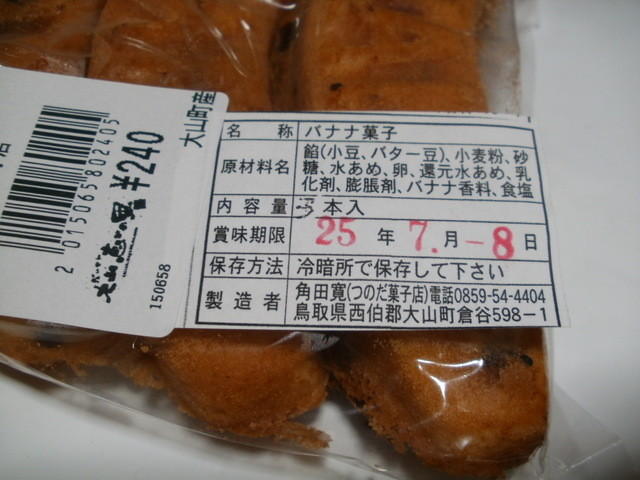 大山町産
大山恵の里
¥240
2015065802405
150658
名称 バナナ菓子
原材料名 餡(小豆、バター豆)、小麦粉、砂
糖、水あめ、卵、還元水あめ、乳
化剤、膨脹剤、バナナ香料、食塩
内容量 5本入
賞味期限 25年7.月-8日
保存方法 冷暗所で保存して下さい
製造者 角田寛(つのだ菓子店)電話0859-54-4404
鳥取県西伯郡大山町倉谷598-1